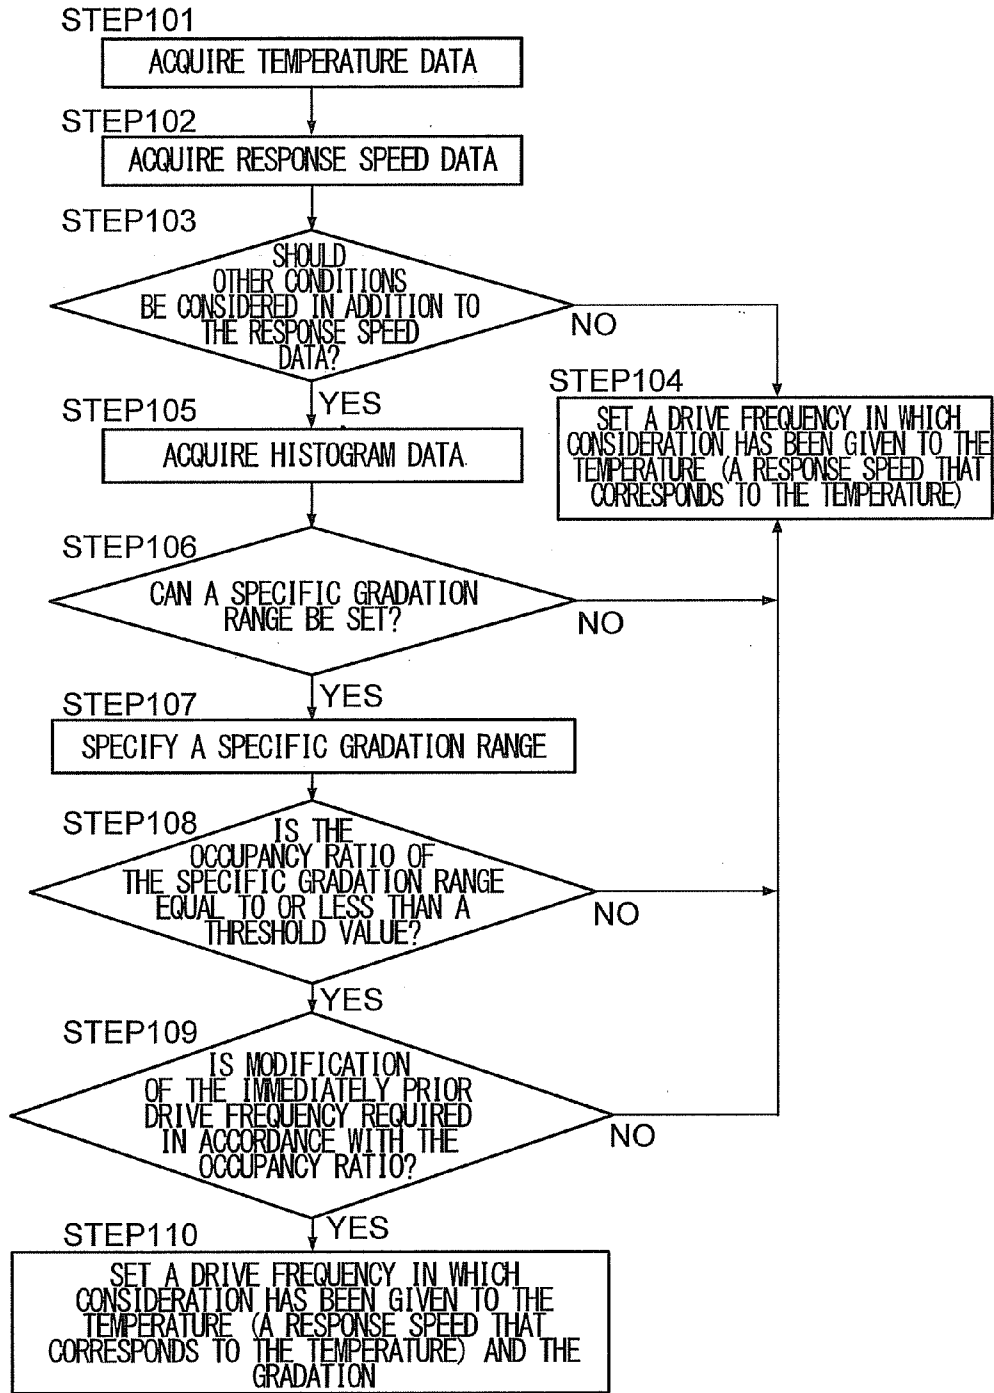 STEP101
ACQUIRE TEMPERATURE DATA
STEP102
ACQUIRE RESPONSE SPEED DATA
STEP103
SHOULD
OTHER CONDITIONS
BE CONSIDERED IN ADDITION TO
THE RESPONSE SPEED
DATA?
NO
YES
STEP104
SET A DRIVE FREQUENCY IN WHICH
CONSIDERATION HAS BEEN GIVEN TO THE
TEMPERATURE (A RESPONSE SPEED THAT
CORRESPONDS TO THE TEMPERATURE)
STEP105
ACQUIRE HISTOGRAM DATA
STEP106
CAN A SPECIFIC GRADATION
RANGE BE SET?
NO
YES
STEP107
SPECIFY A SPECIFIC GRADATION RANGE
STEP108
IS THE
OCCUPANCY RATIO OF
THE SPECIFIC GRADATION RANGE
EQUAL TO OR LESS THAN A
THRESHOLD VALUE?
NO
YES
STEP109
IS MODIFICATION
OF THE IMMEDIATELY PRIOR
DRIVE FREQUENCY REQUIRED
IN ACCORDANCE WITH THE
OCCUPANCY RATIO?
NO
YES
STEP110
SET A DRIVE FREQUENCY IN WHICH
CONSIDERATION HAS BEEN GIVEN TO THE
TEMPERATURE (A RESPONSE SPEED THAT
CORRESPONDS TO THE TEMPERATURE) AND THE
GRADATION